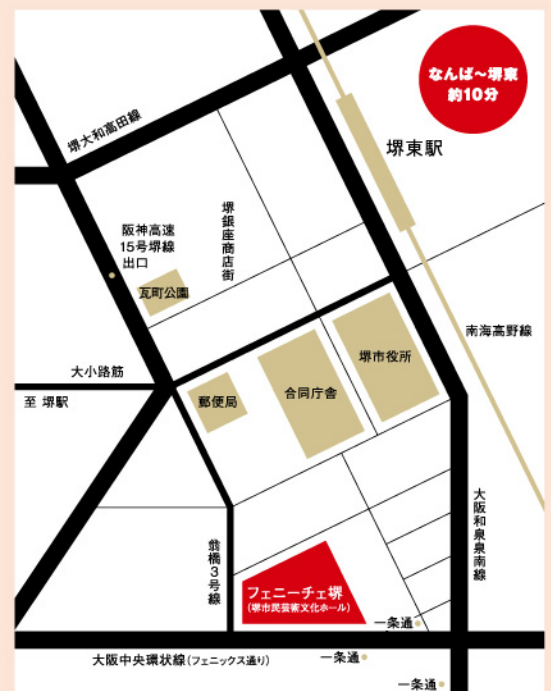 なんば～堺東
約10分
堺大和高田線
堺東駅
阪神高速
15号堺線
出口
堺銀座商店街
瓦町公園
南海高野線
大小路筋
至 堺駅
郵便局
合同庁舎
堺市役所
大阪和泉泉南線
翁橋3号線
フェニーチェ堺
(堺市民芸術文化ホール)
一条通
大阪中央環状線(フェニックス通り)
一条通
一条通